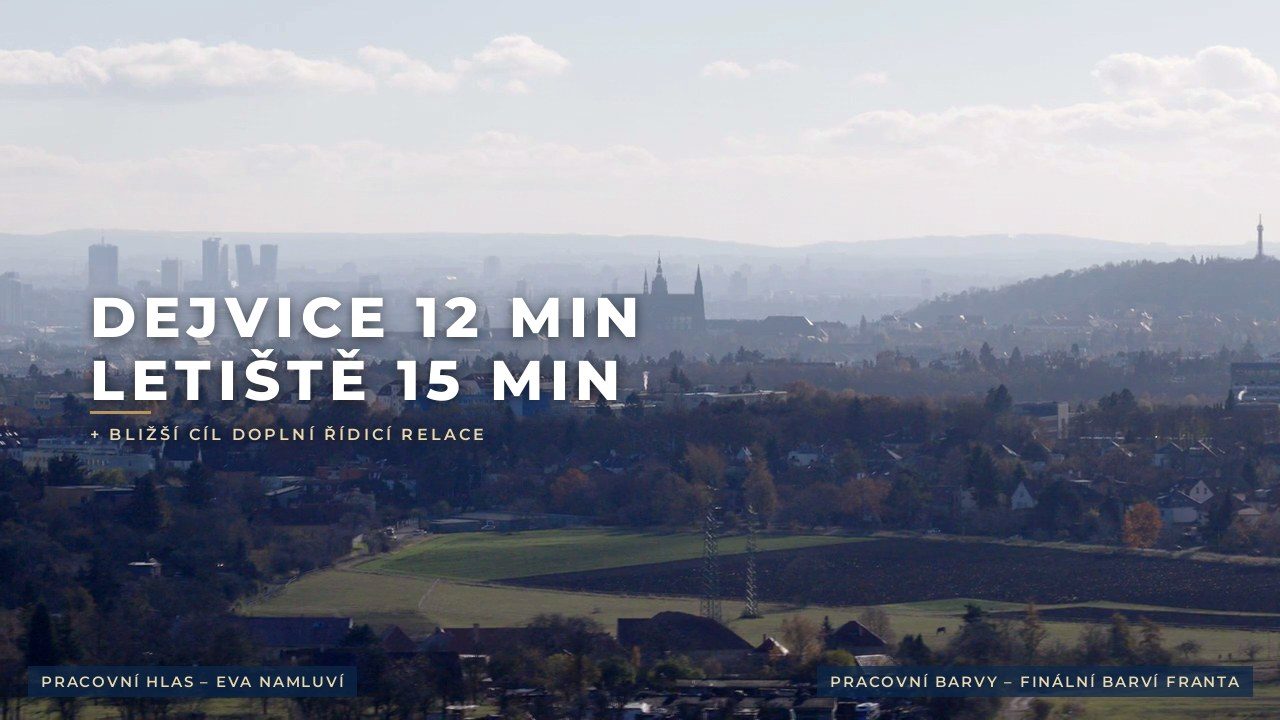 DEJVICE 12 MIN
LETIŠTĚ 15 MIN
+ BLIŽŠÍ CÍL DOPLNÍ ŘÍDICÍ RELACE
PRACOVNÍ HLAS – EVA NAMLUVÍ
PRACOVNÍ BARVY – FINÁLNÍ BARVÍ FRANTA